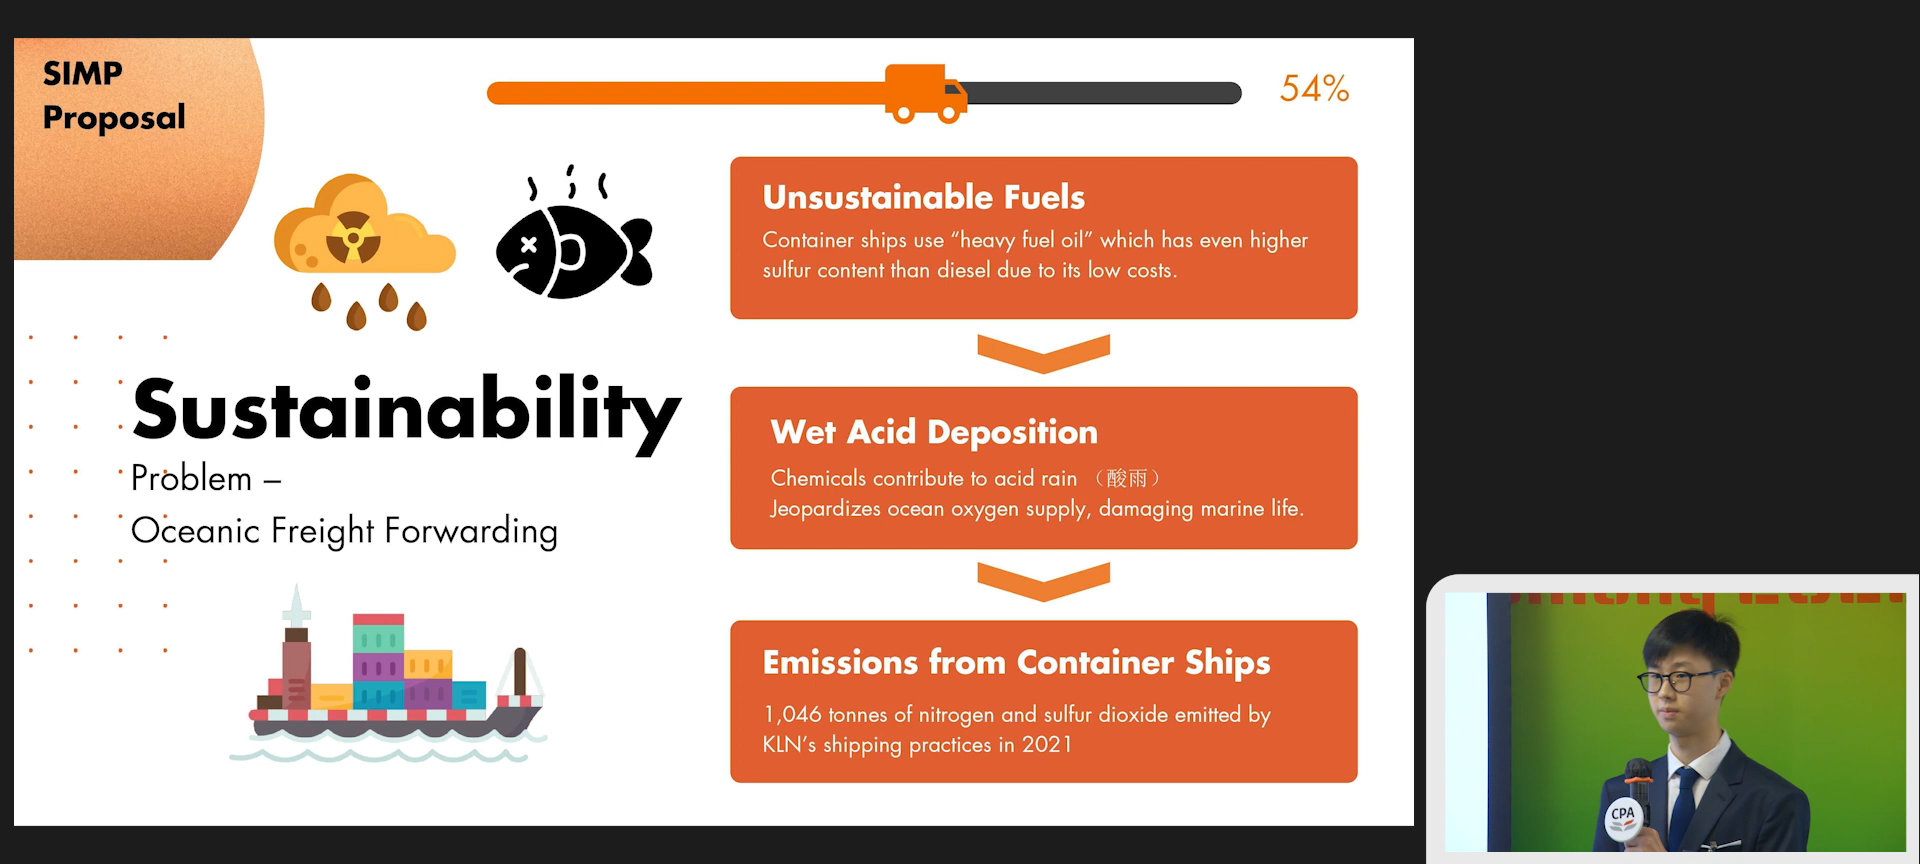 SIMP
Proposal
54%
Unsustainable Fuels
Container ships use “heavy fuel oil” which has even higher
sulfur content than diesel due to its low costs.
Sustainability
Problem –
Oceanic Freight Forwarding
Wet Acid Deposition
Chemicals contribute to acid rain （酸雨）
Jeopardizes ocean oxygen supply, damaging marine life.
Emissions from Container Ships
1,046 tonnes of nitrogen and sulfur dioxide emitted by
KLN’s shipping practices in 2021
CPA